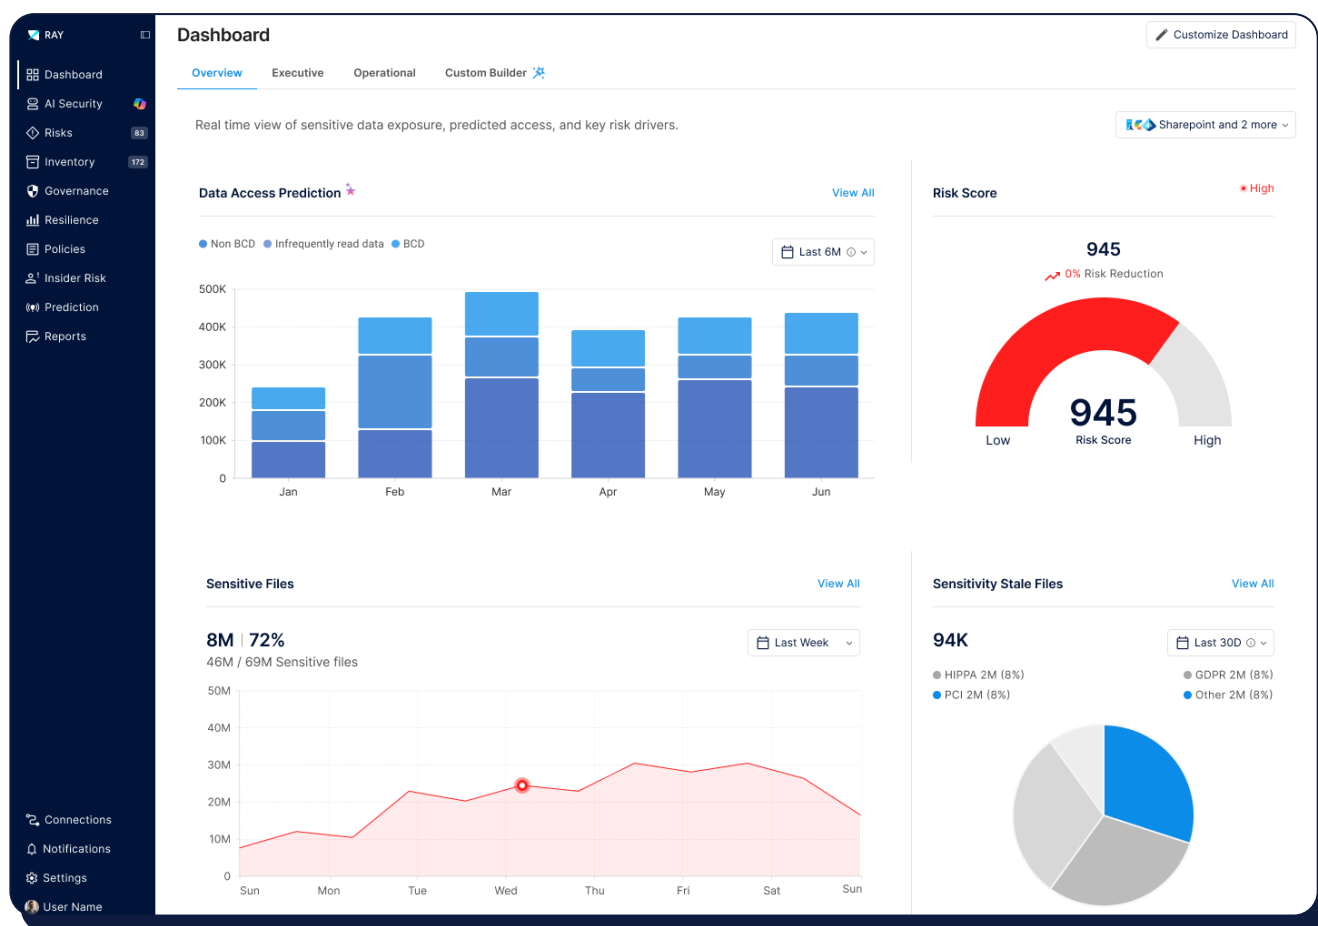 RAY
Dashboard
AI Security
Risks 83
Inventory 172
Governance
Resilience
Policies
Insider Risk
Prediction
Reports
Connections
Notifications
Settings
User Name
Dashboard
Customize Dashboard
Overview Executive Operational Custom Builder
Real time view of sensitive data exposure, predicted access, and key risk drivers.
Sharepoint and 2 more
Data Access Prediction View All
Non BCD Infrequently read data BCD
Last 6M
500K
400K
300K
200K
100K
0
Jan Feb Mar Apr May Jun
Risk Score High
945
0% Risk Reduction
945
Low Risk Score High
Sensitive Files View All
8M 72%
46M / 69M Sensitive files
Last Week
50M
40M
30M
20M
10M
0
Sun Mon Tue Wed Thu Fri Sat Sun
Sensitivity Stale Files View All
94K
Last 30D
HIPPA 2M (8%) GDPR 2M (8%)
PCI 2M (8%) Other 2M (8%)